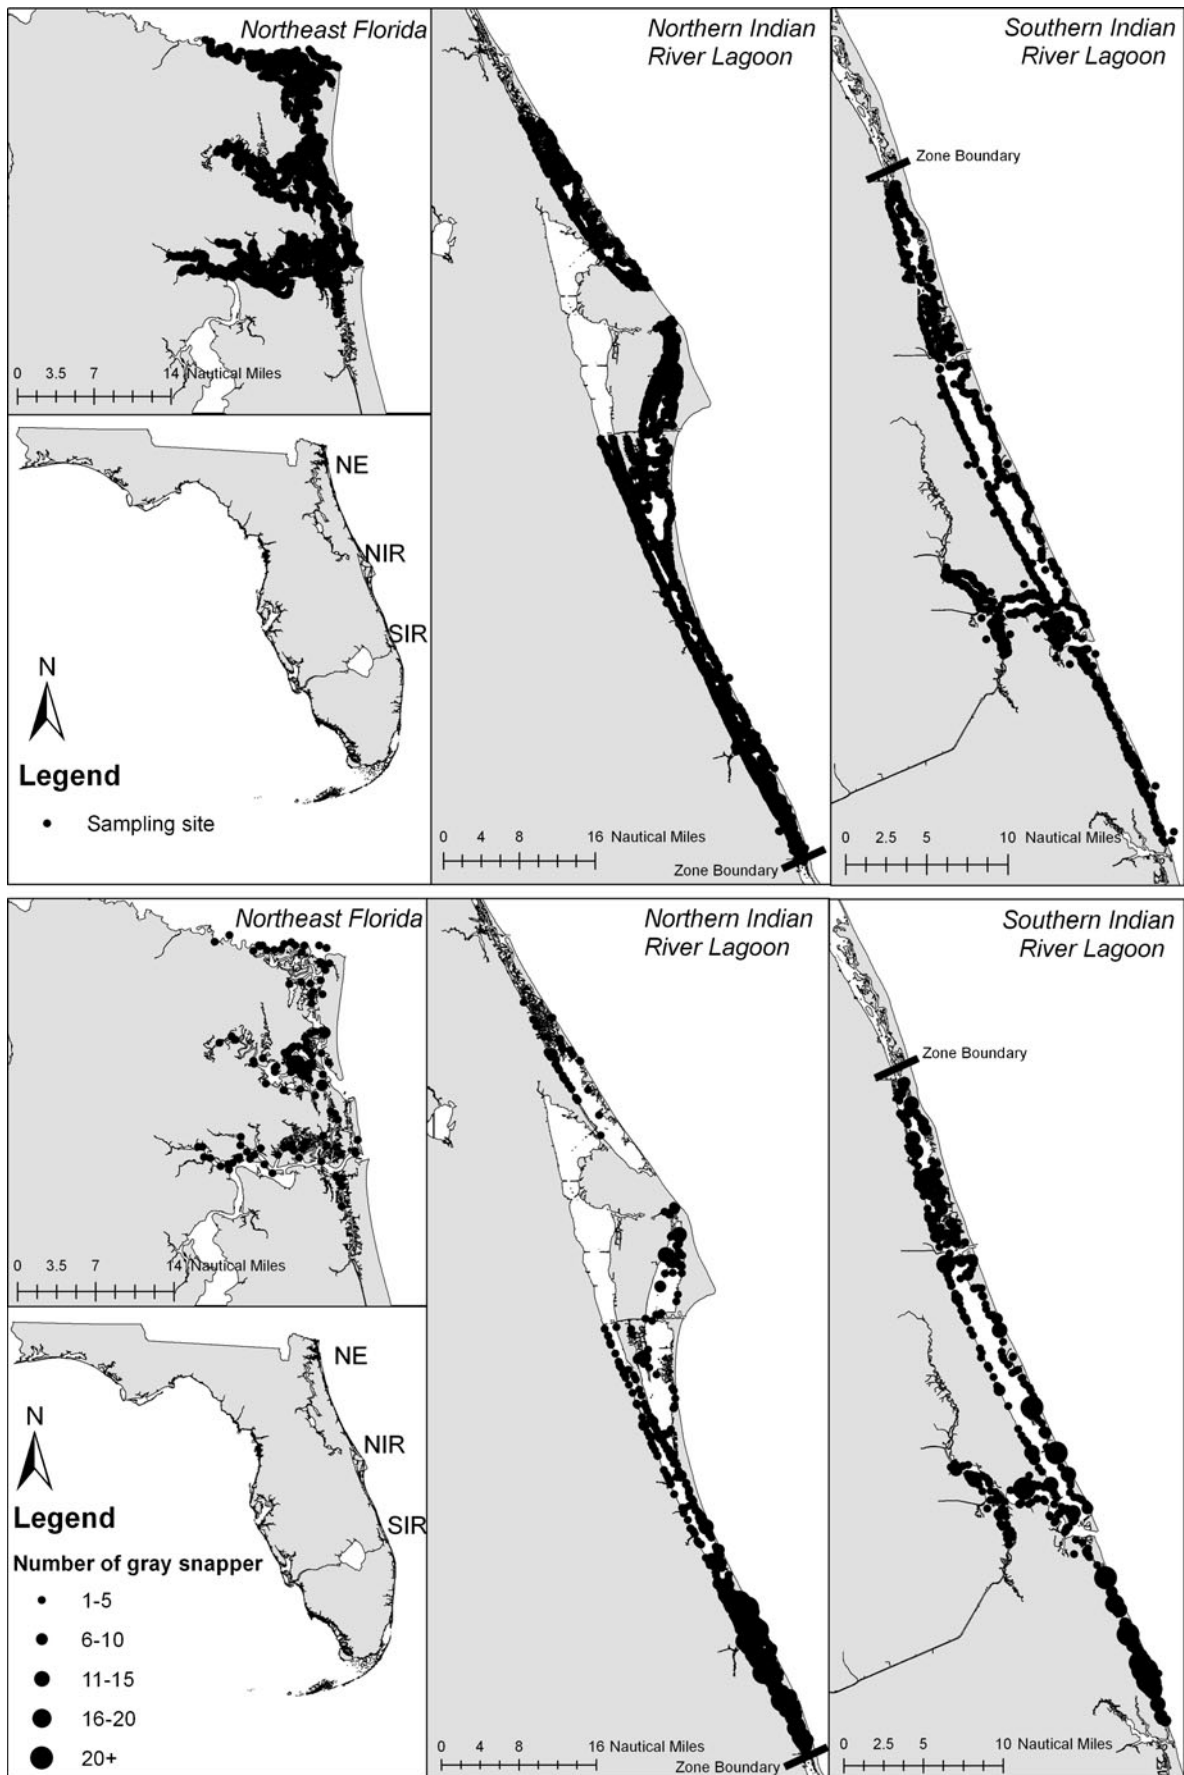 Northeast Florida
0 3.5 7 14 Nautical Miles
NE
NIR
SIR
N
Legend
Sampling site
Northern Indian
River Lagoon
0 4 8 16 Nautical Miles
Zone Boundary
Southern Indian
River Lagoon
Zone Boundary
0 2.5 5 10 Nautical Miles
Northeast Florida
0 3.5 7 14 Nautical Miles
NE
NIR
SIR
N
Legend
Number of gray snapper
1-5
6-10
11-15
16-20
20+
Northern Indian
River Lagoon
0 4 8 16 Nautical Miles
Zone Boundary
Southern Indian
River Lagoon
Zone Boundary
0 2.5 5 10 Nautical Miles